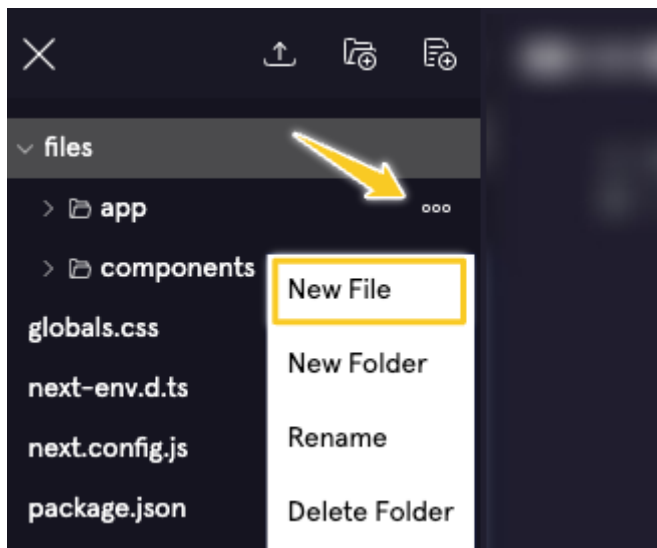 files
app
components
New File
globals.css
New Folder
next-env.d.ts
Rename
next.config.js
package.json
Delete Folder